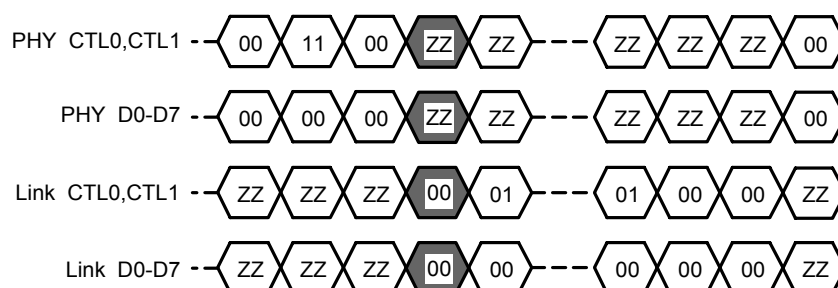 PHY CTL0,CTL1 00 11 00 ZZ ZZ ZZ ZZ ZZ 00
PHY D0-D7 00 00 00 ZZ ZZ ZZ ZZ ZZ 00
Link CTL0,CTL1 ZZ ZZ ZZ 00 01 01 00 00 ZZ
Link D0-D7 ZZ ZZ ZZ 00 00 00 00 00 ZZ